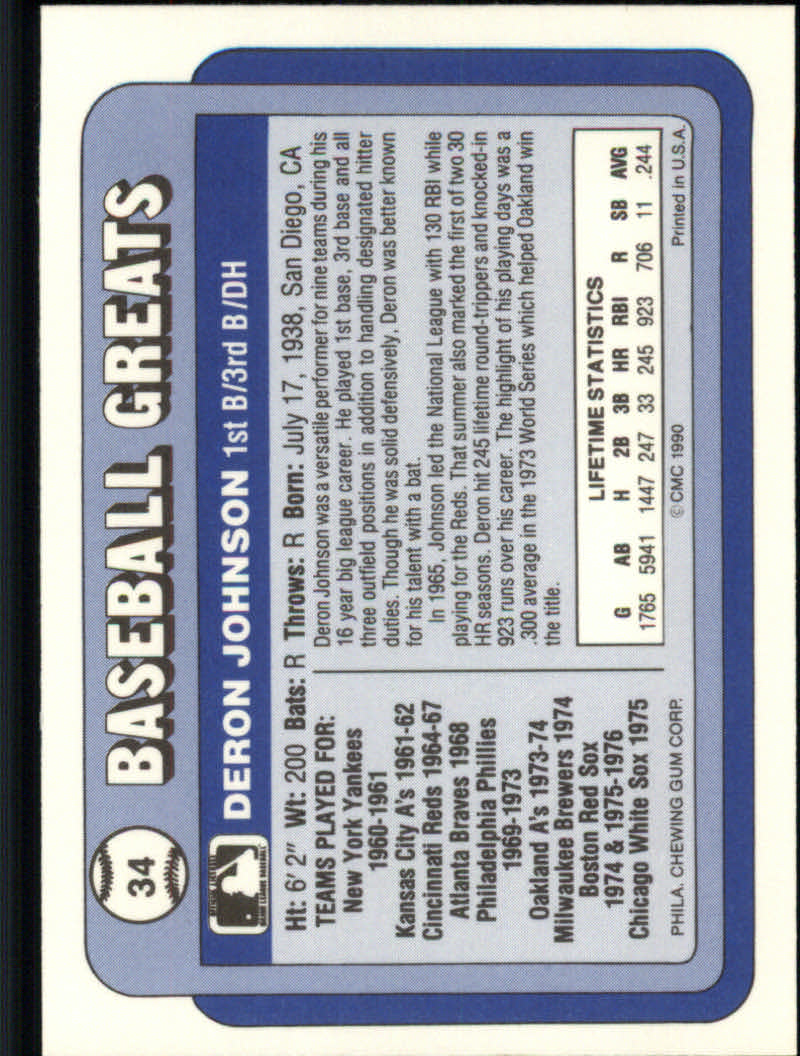 34
BASEBALL GREATS
DERON JOHNSON 1st B/3rd B/DH
Ht: 6' 2" Wt: 200 Bats: R Throws: R Born: July 17, 1938, San Diego, CA
TEAMS PLAYED FOR:
New York Yankees
1960-1961
Kansas City A's 1961-62
Cincinnati Reds 1964-67
Atlanta Braves 1968
Philadelphia Phillies
1969-1973
Oakland A's 1973-74
Milwaukee Brewers 1974
Boston Red Sox
1974 & 1975-1976
Chicago White Sox 1975
Deron Johnson was a versatile performer for nine teams during his
16 year big league career. He played 1st base, 3rd base and all
three outfield positions in addition to handling designated hitter
duties. Though he was solid defensively, Deron was better known
for his talent with a bat.
In 1965, Johnson led the National League with 130 RBI while
playing for the Reds. That summer also marked the first of two 30
HR seasons. Deron hit 245 lifetime round-trippers and knocked-in
923 runs over his career. The highlight of his playing days was a
.300 average in the 1973 World Series which helped Oakland win
the title.
LIFETIME STATISTICS
G AB H 2B 3B HR RBI R SB AVG
1765 5941 1447 247 33 245 923 706 11 .244
PHILA. CHEWING GUM CORP. © CMC 1990 Printed in U.S.A.